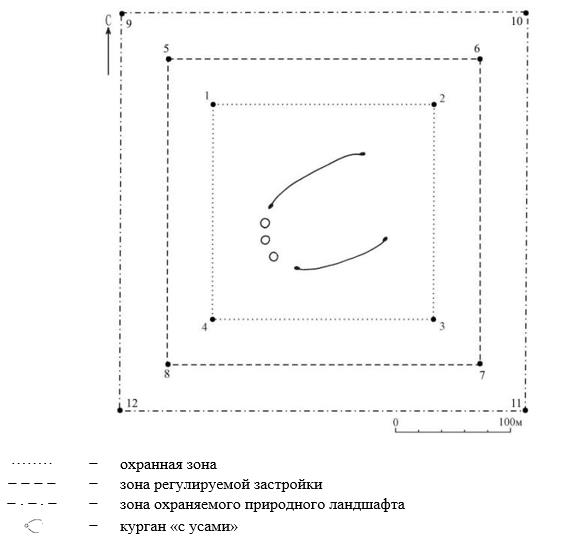 9
10
С
5
6
1
2
4
3
8
7
12
11
0 100м
– охранная зона
– зона регулируемой застройки
– зона охраняемого природного ландшафта
– курган «с усами»